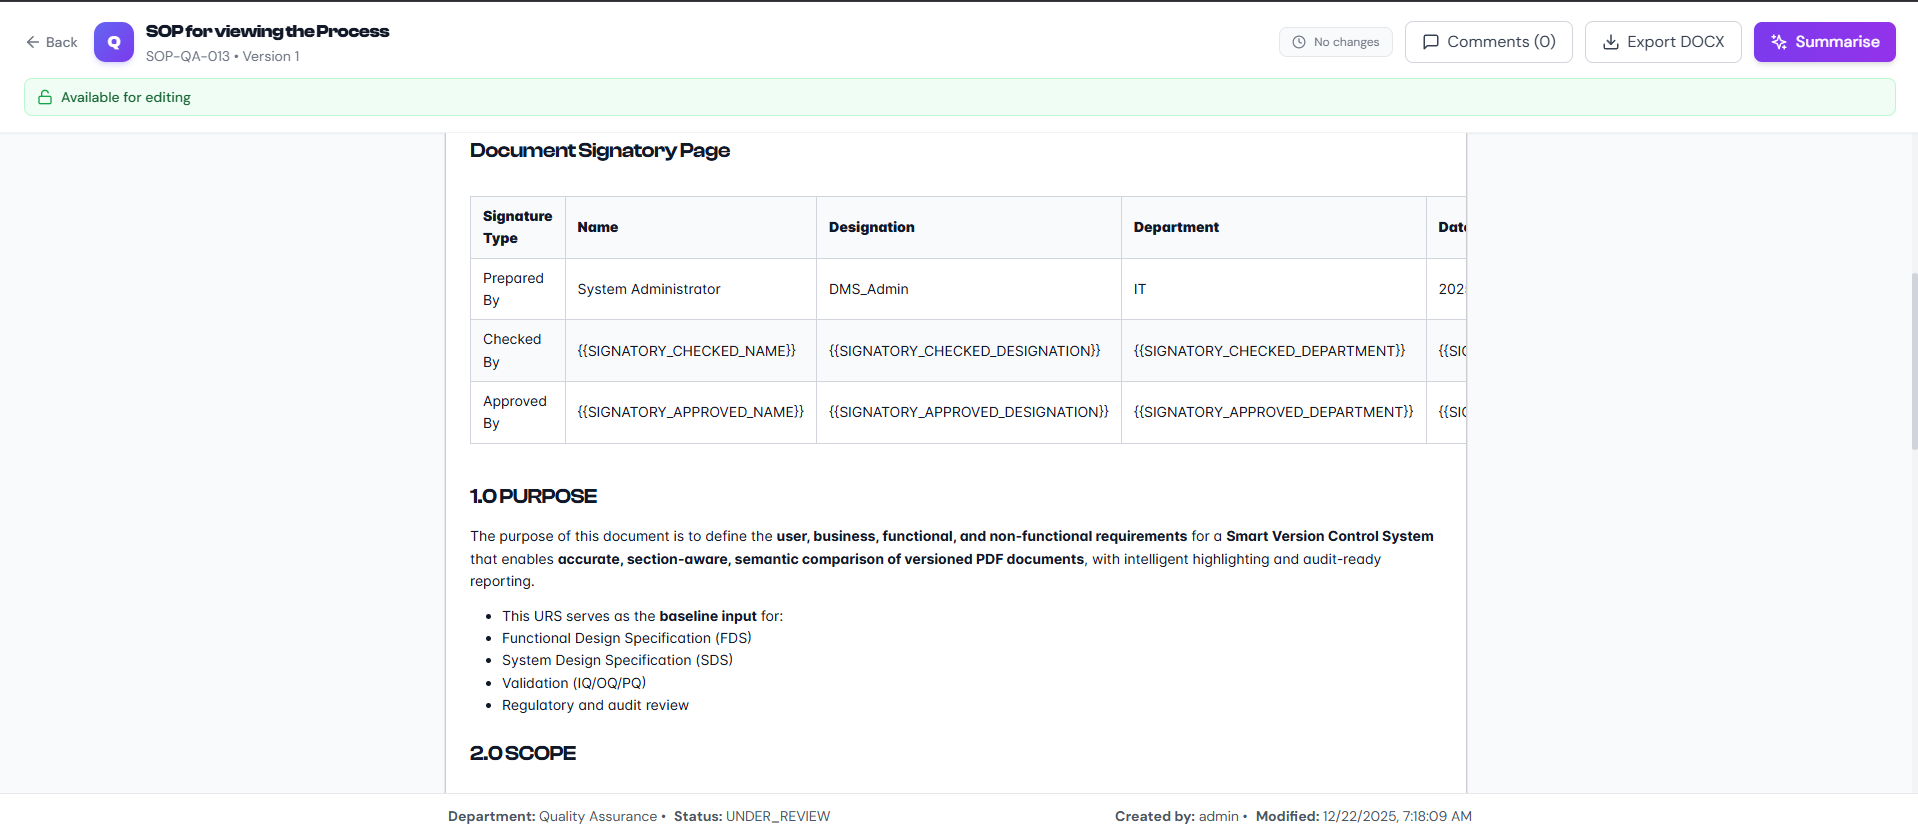 Back
Q
SOP for viewing the Process
SOP-QA-013 • Version 1
No changes
Comments (0)
Export DOCX
Summarise
Available for editing
Document Signatory Page
Signature Type
Name
Designation
Department
Prepared By
System Administrator
DMS_Admin
IT
Checked By
{{SIGNATORY_CHECKED_NAME}}
{{SIGNATORY_CHECKED_DESIGNATION}}
{{SIGNATORY_CHECKED_DEPARTMENT}}
Approved By
{{SIGNATORY_APPROVED_NAME}}
{{SIGNATORY_APPROVED_DESIGNATION}}
{{SIGNATORY_APPROVED_DEPARTMENT}}
1.0 PURPOSE
The purpose of this document is to define the user, business, functional, and non-functional requirements for a Smart Version Control System
that enables accurate, section-aware, semantic comparison of versioned PDF documents, with intelligent highlighting and audit-ready
reporting.
• This URS serves as the baseline input for:
• Functional Design Specification (FDS)
• System Design Specification (SDS)
• Validation (IQ/OQ/PQ)
• Regulatory and audit review
2.0 SCOPE
Department: Quality Assurance • Status: UNDER_REVIEW
Created by: admin • Modified: 12/22/2025, 7:18:09 AM